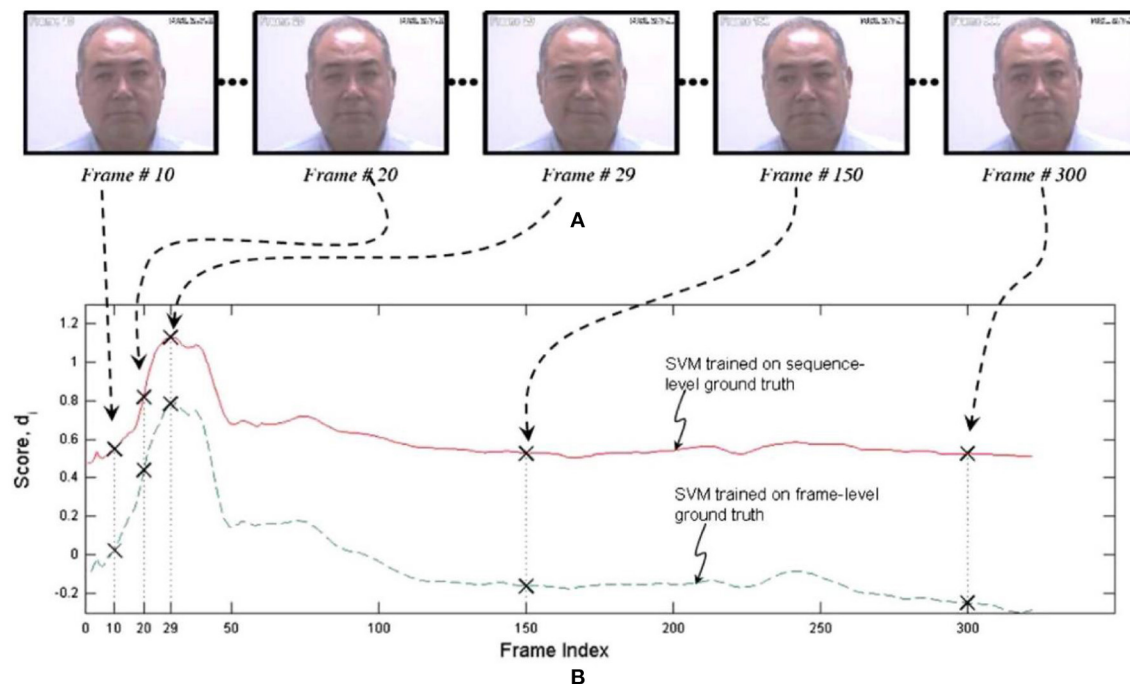 Frame # 10
Frame # 20
Frame # 29
Frame # 150
Frame # 300
A
1.2
1
0.8
0.6
0.4
0.2
0
-0.2
Score, d_i
SVM trained on sequence-
level ground truth
SVM trained on frame-level
ground truth
0 10 20 29 50 100 150 200 250 300
Frame Index
B